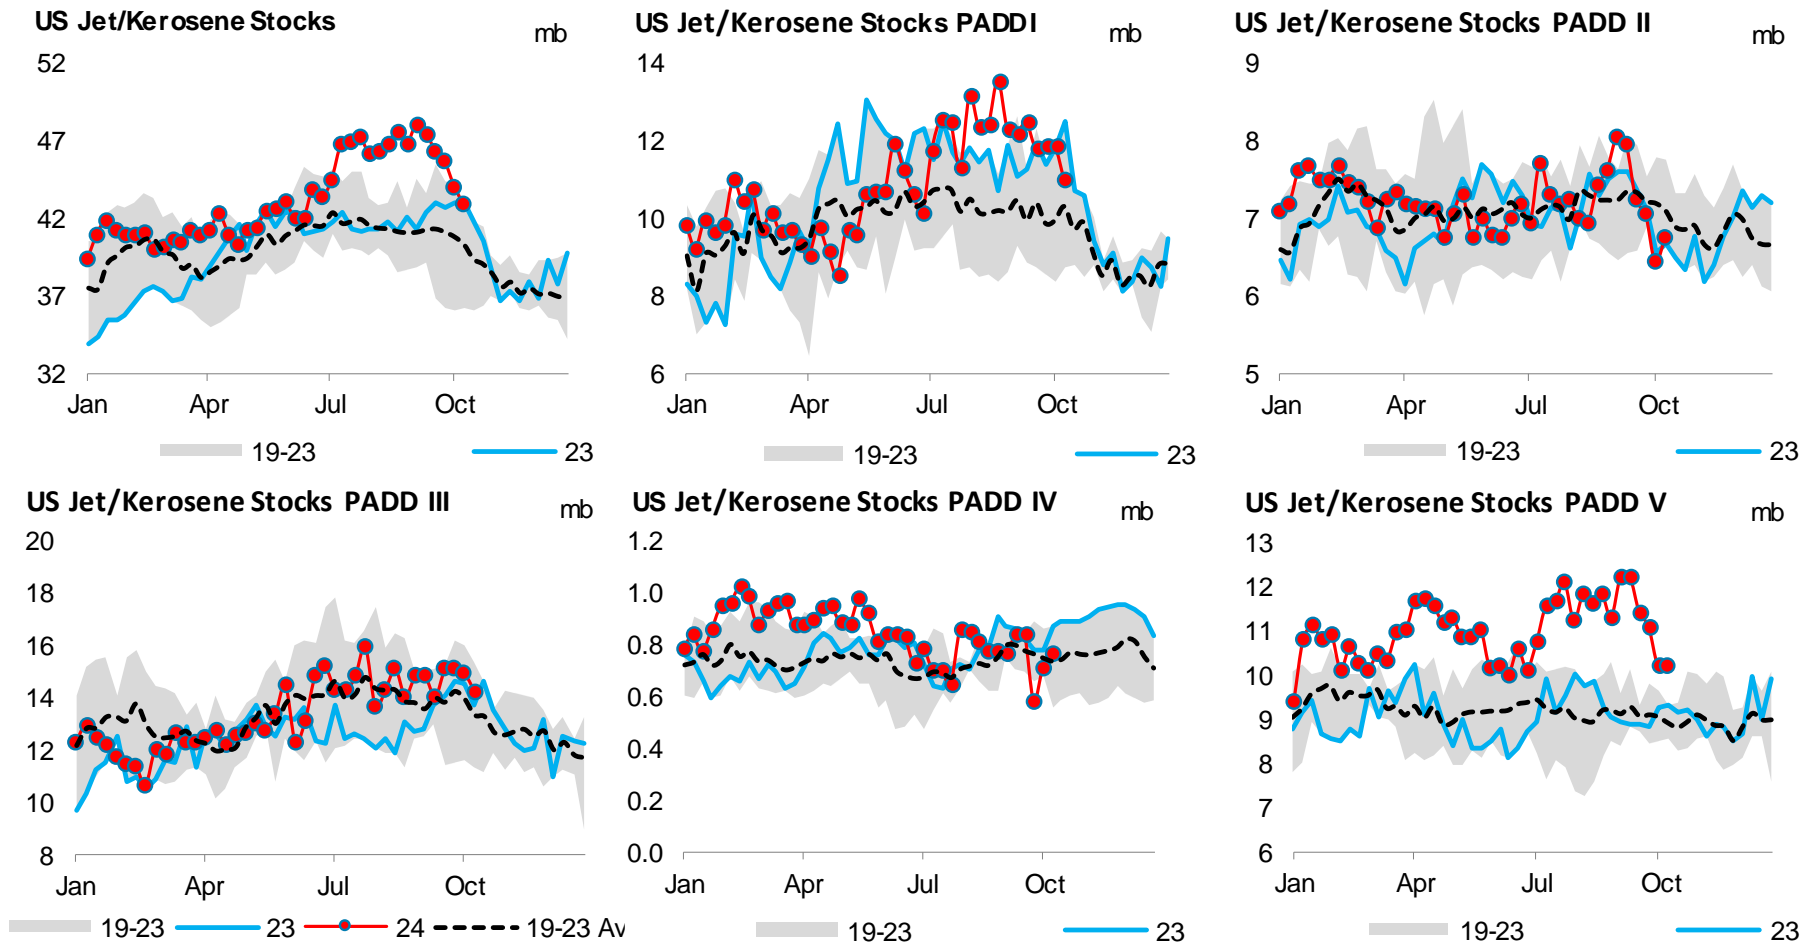 US Jet/Kerosene Stocks
mb
52
47
42
37
32
Jan Apr Jul Oct
19-23 23
US Jet/Kerosene Stocks PADD I
mb
14
12
10
8
6
Jan Apr Jul Oct
19-23 23
US Jet/Kerosene Stocks PADD II
mb
9
8
7
6
5
Jan Apr Jul Oct
19-23 23
US Jet/Kerosene Stocks PADD III
mb
20
18
16
14
12
10
8
Jan Apr Jul Oct
19-23 23 24 19-23 Av
US Jet/Kerosene Stocks PADD IV
mb
1.2
1.0
0.8
0.6
0.4
0.2
0.0
Jan Apr Jul Oct
19-23 23
US Jet/Kerosene Stocks PADD V
mb
13
12
11
10
9
8
7
6
Jan Apr Jul Oct
19-23 23